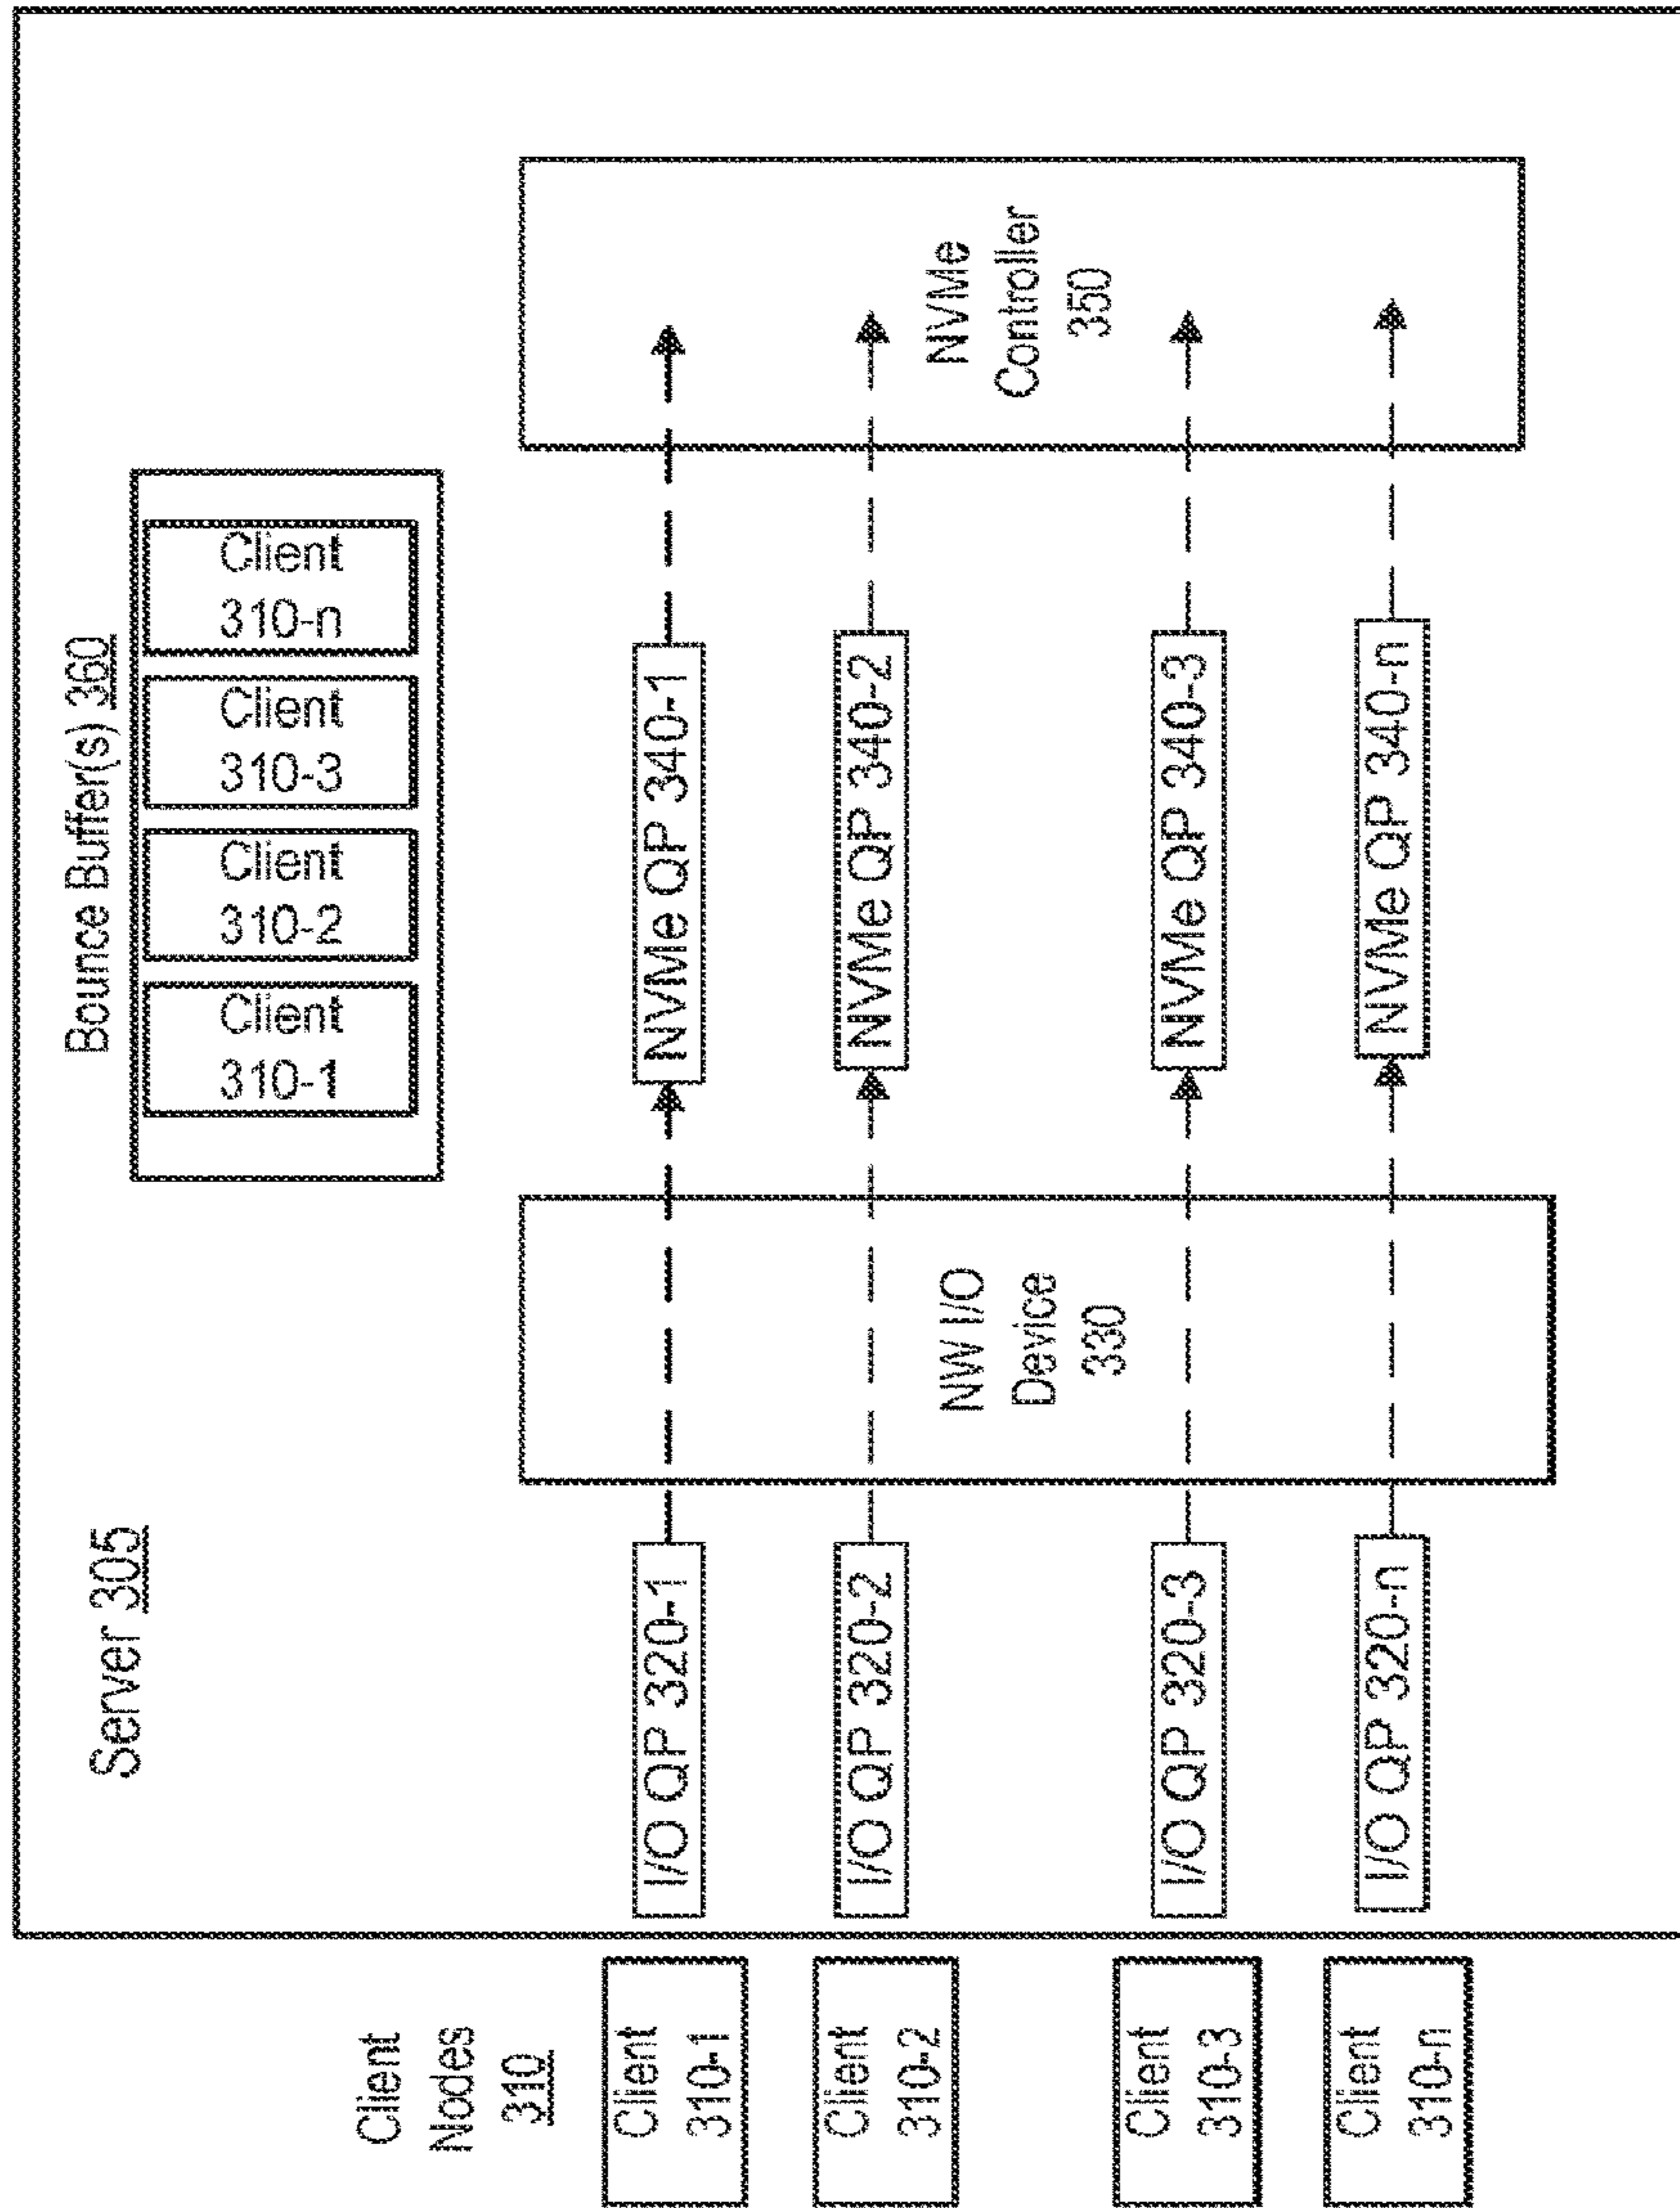 Server 305
Bounce Buffer(s) 360
Client
310-1
Client
310-2
Client
310-3
Client
310-n
Client
Nodes
310
Client
310-1
I/O QP 320-1
NVMe QP 340-1
Client
310-2
I/O QP 320-2
NVMe QP 340-2
NW I/O
Device
330
NVMe
Controller
350
Client
310-3
I/O QP 320-3
NVMe QP 340-3
Client
310-n
I/O QP 320-n
NVMe QP 340-n